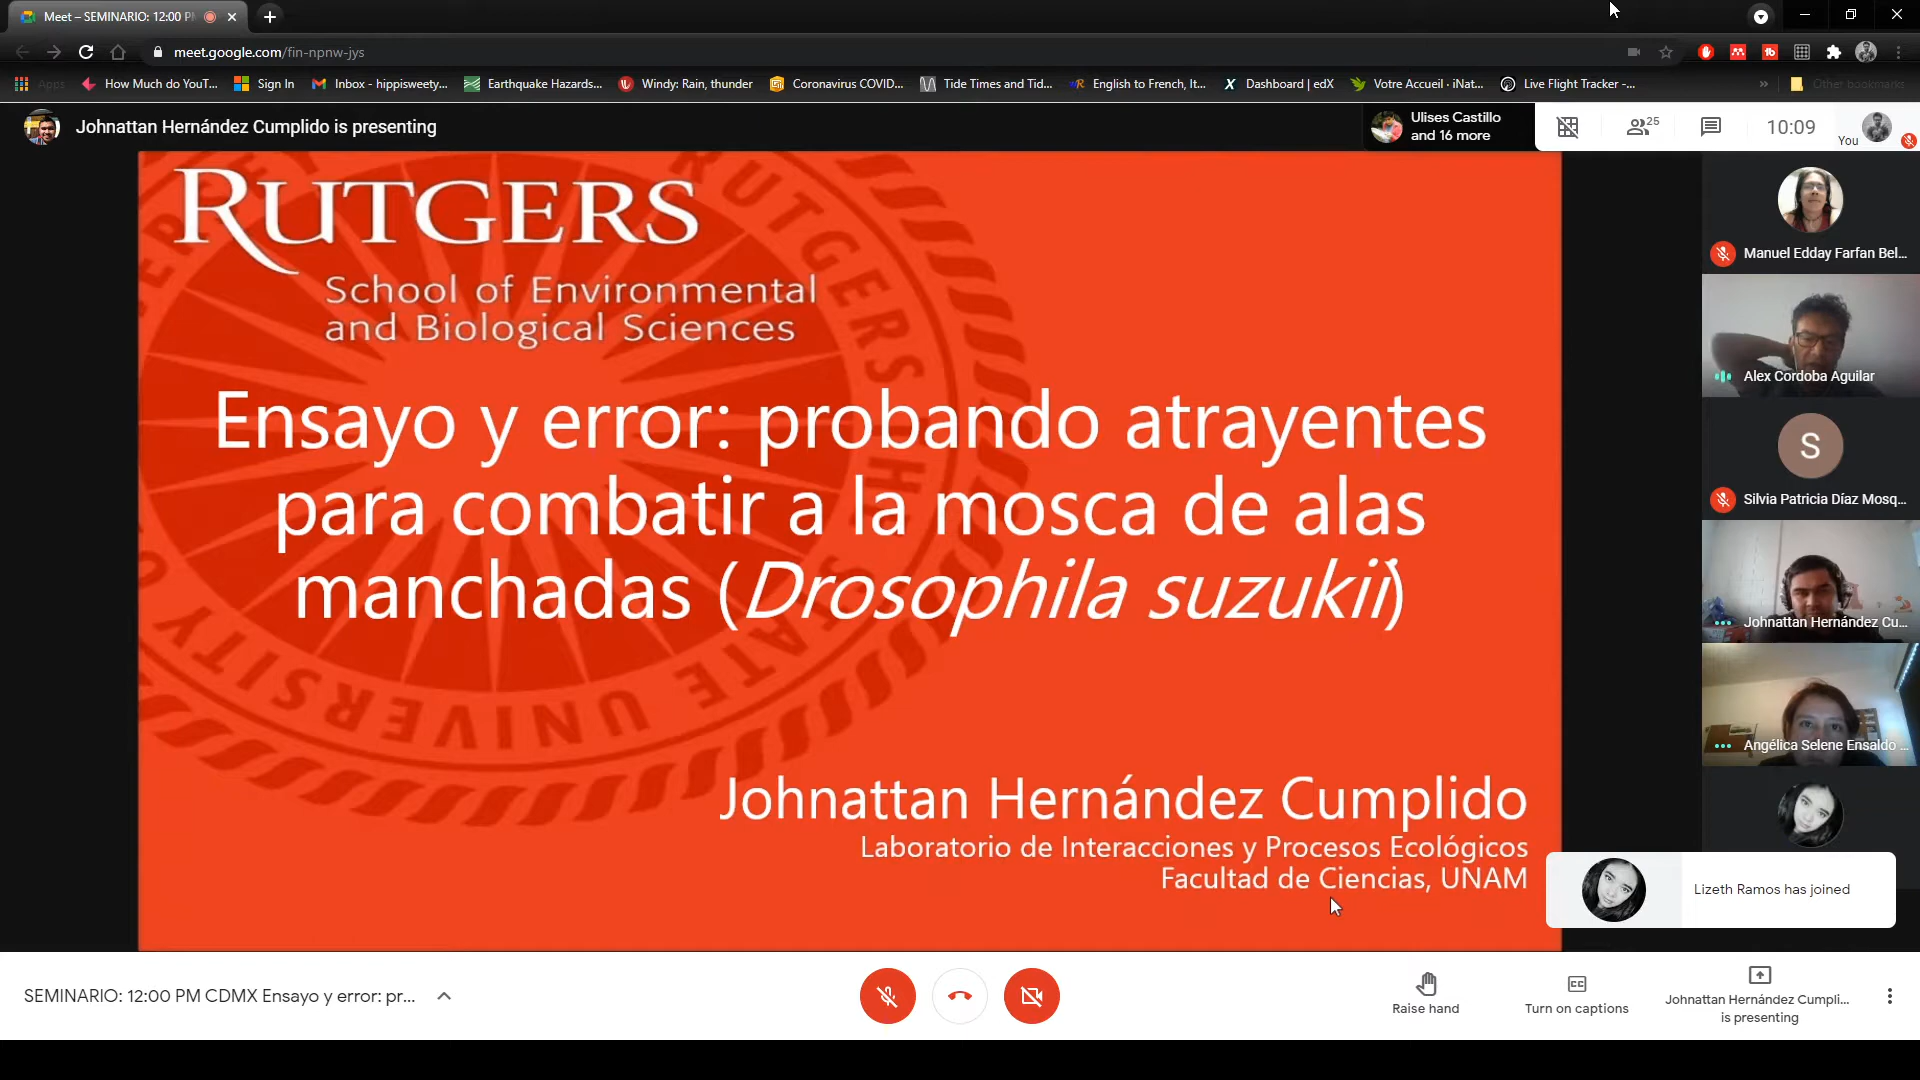 Meet – SEMINARIO: 12:00 P
meet.google.com/fin-npnw-jys
Apps
How Much do YouT...
Sign In
Inbox - hippisweety...
Earthquake Hazards...
Windy: Rain, thunder
Coronavirus COVID...
Tide Times and Tid...
English to French, It...
Dashboard | edX
Votre Accueil · iNat...
Live Flight Tracker -...
»
Other bookmarks
Johnattan Hernández Cumplido is presenting
Ulises Castillo
and 16 more
25
10:09
You
RUTGERS
School of Environmental
and Biological Sciences
Ensayo y error: probando atrayentes
para combatir a la mosca de alas
manchadas (Drosophila suzukii)
Johnattan Hernández Cumplido
Laboratorio de Interacciones y Procesos Ecológicos
Facultad de Ciencias, UNAM
Manuel Edday Farfan Bel...
Alex Cordoba Aguilar
S
Silvia Patricia Díaz Mosq...
Johnattan Hernández Cu...
Angélica Selene Ensaldo ...
Lizeth Ramos has joined
SEMINARIO: 12:00 PM CDMX Ensayo y error: pr...
Raise hand
Turn on captions
Johnattan Hernández Cumpli...
is presenting